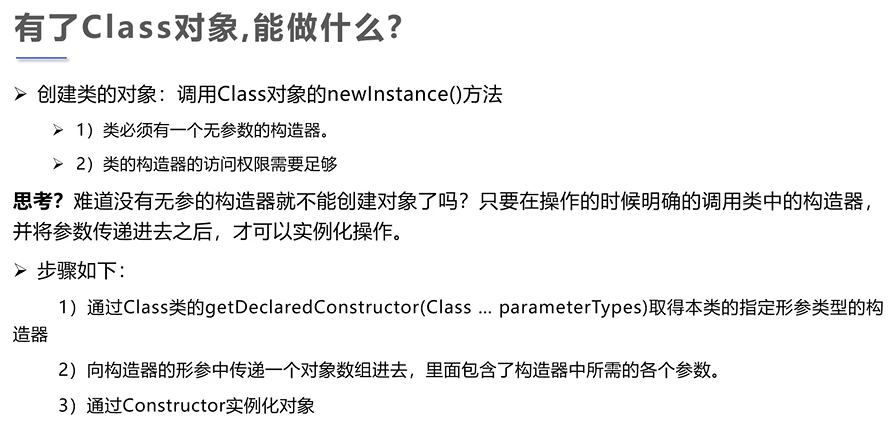 有了Class对象,能做什么?
➢ 创建类的对象：调用Class对象的newInstance()方法
➢ 1）类必须有一个无参数的构造器。
➢ 2）类的构造器的访问权限需要足够
思考？难道没有无参的构造器就不能创建对象了吗？只要在操作的时候明确的调用类中的构造器，
并将参数传递进去之后，才可以实例化操作。
➢ 步骤如下：
1）通过Class类的getDeclaredConstructor(Class … parameterTypes)取得本类的指定形参类型的构
造器
2）向构造器的形参中传递一个对象数组进去，里面包含了构造器中所需的各个参数。
3）通过Constructor实例化对象